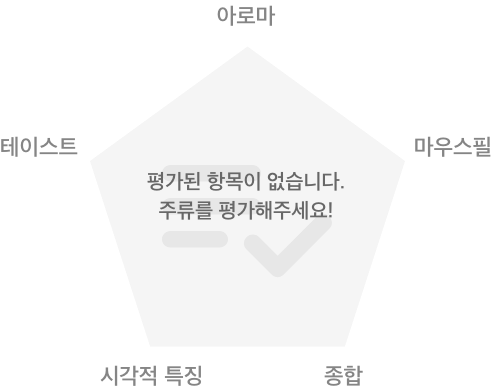 아로마
테이스트
마우스필
평가된 항목이 없습니다.
주류를 평가해주세요!
시각적 특징
종합